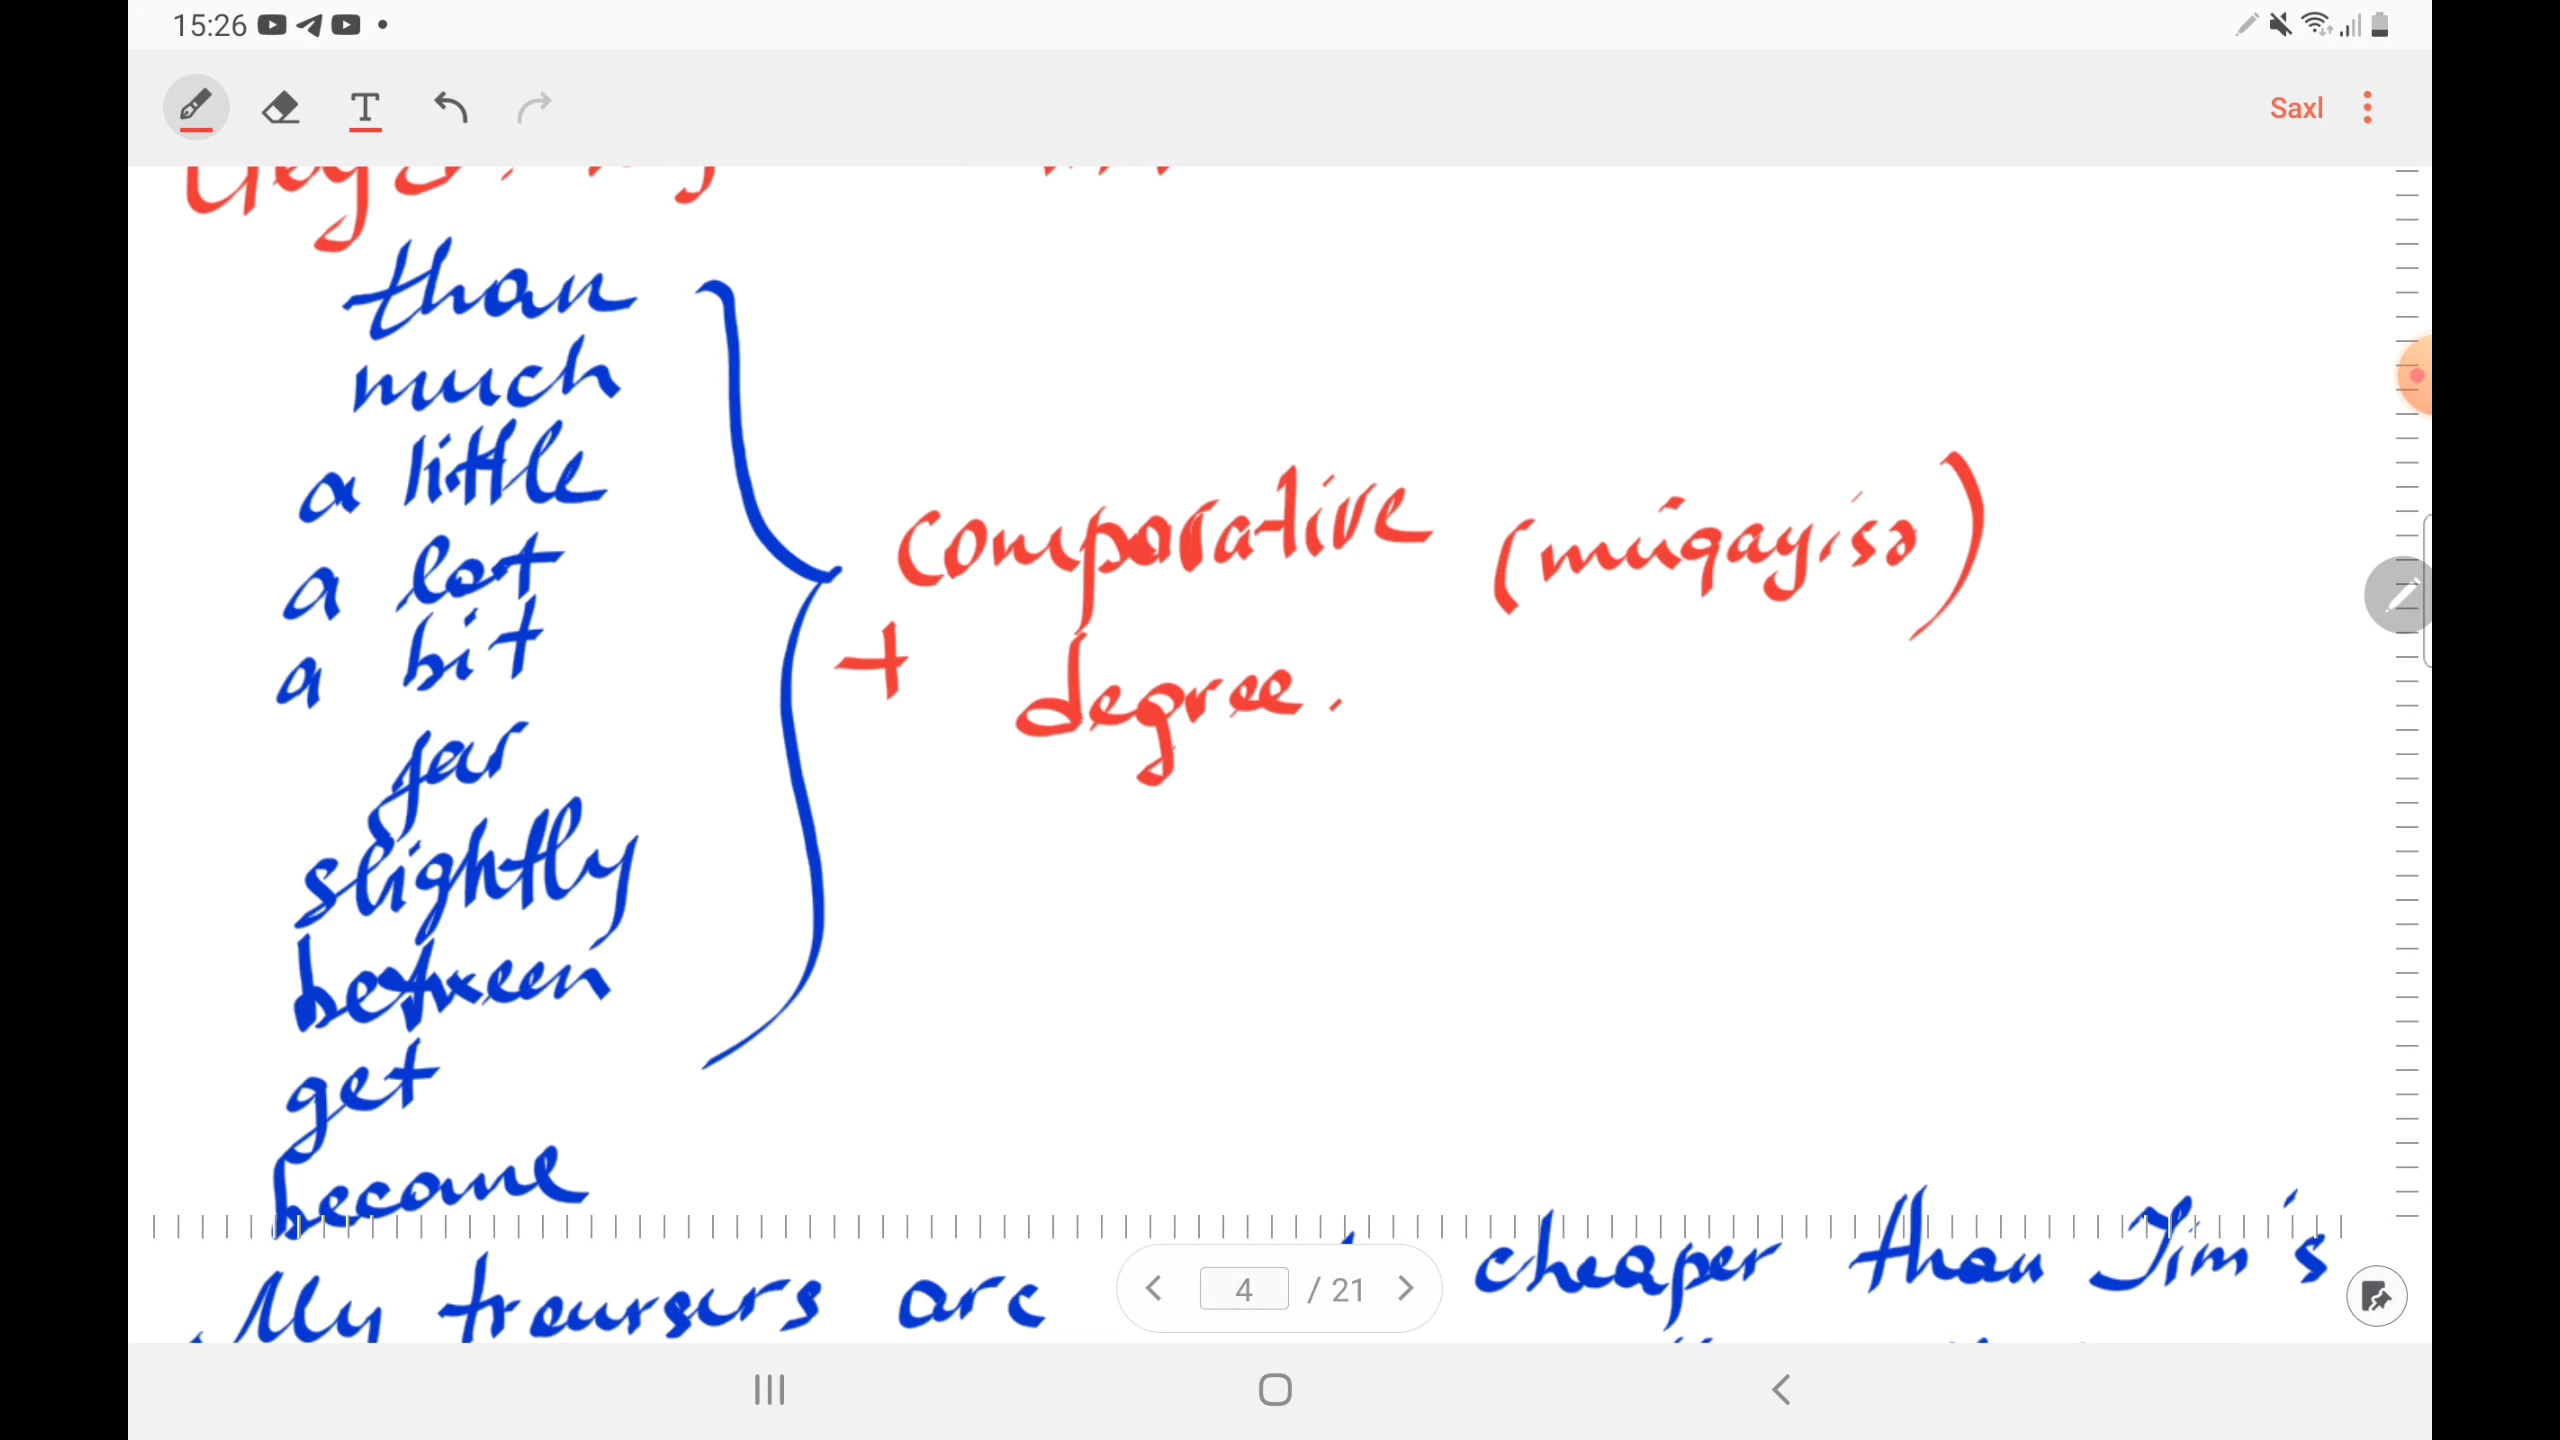 15:26
Saxl
than
much
a little
a lot
a bit
far
slightly
between
get
become
comparative (müqayisə)
+ degree.
My trousers are cheaper than Jim's
4 / 21